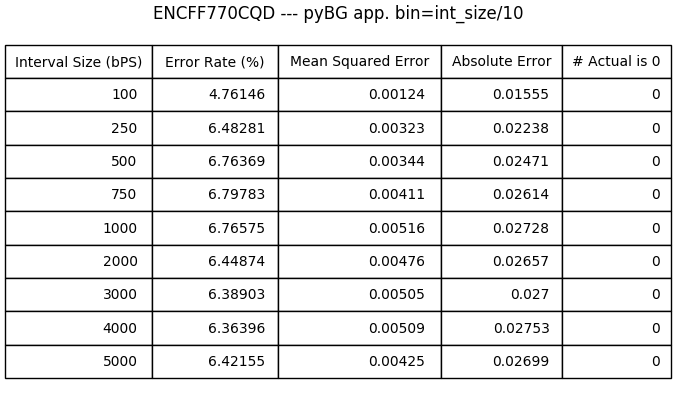 ENCFF770CQD --- pyBG app. bin=int_size/10
Interval Size (bPS) Error Rate (%) Mean Squared Error Absolute Error # Actual is 0
100 4.76146 0.00124 0.01555 0
250 6.48281 0.00323 0.02238 0
500 6.76369 0.00344 0.02471 0
750 6.79783 0.00411 0.02614 0
1000 6.76575 0.00516 0.02728 0
2000 6.44874 0.00476 0.02657 0
3000 6.38903 0.00505 0.027 0
4000 6.36396 0.00509 0.02753 0
5000 6.42155 0.00425 0.02699 0